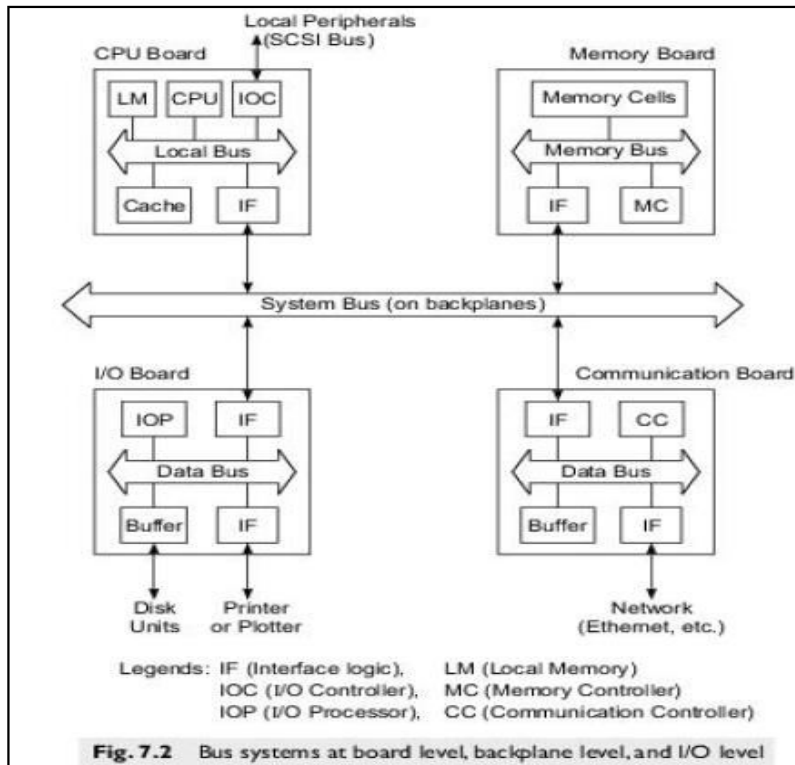 Local Peripherals
(SCSI Bus)
CPU Board
Memory Board
LM CPU IOC
Memory Cells
Local Bus
Memory Bus
Cache IF
IF MC
System Bus (on backplanes)
I/O Board
Communication Board
IOP IF
IF CC
Data Bus
Data Bus
Buffer IF
Buffer IF
Disk
Units
Printer
or Plotter
Network
(Ethernet, etc.)
Legends: IF (Interface logic), LM (Local Memory)
IOC (I/O Controller), MC (Memory Controller)
IOP (I/O Processor), CC (Communication Controller)
Fig. 7.2 Bus systems at board level, backplane level, and I/O level